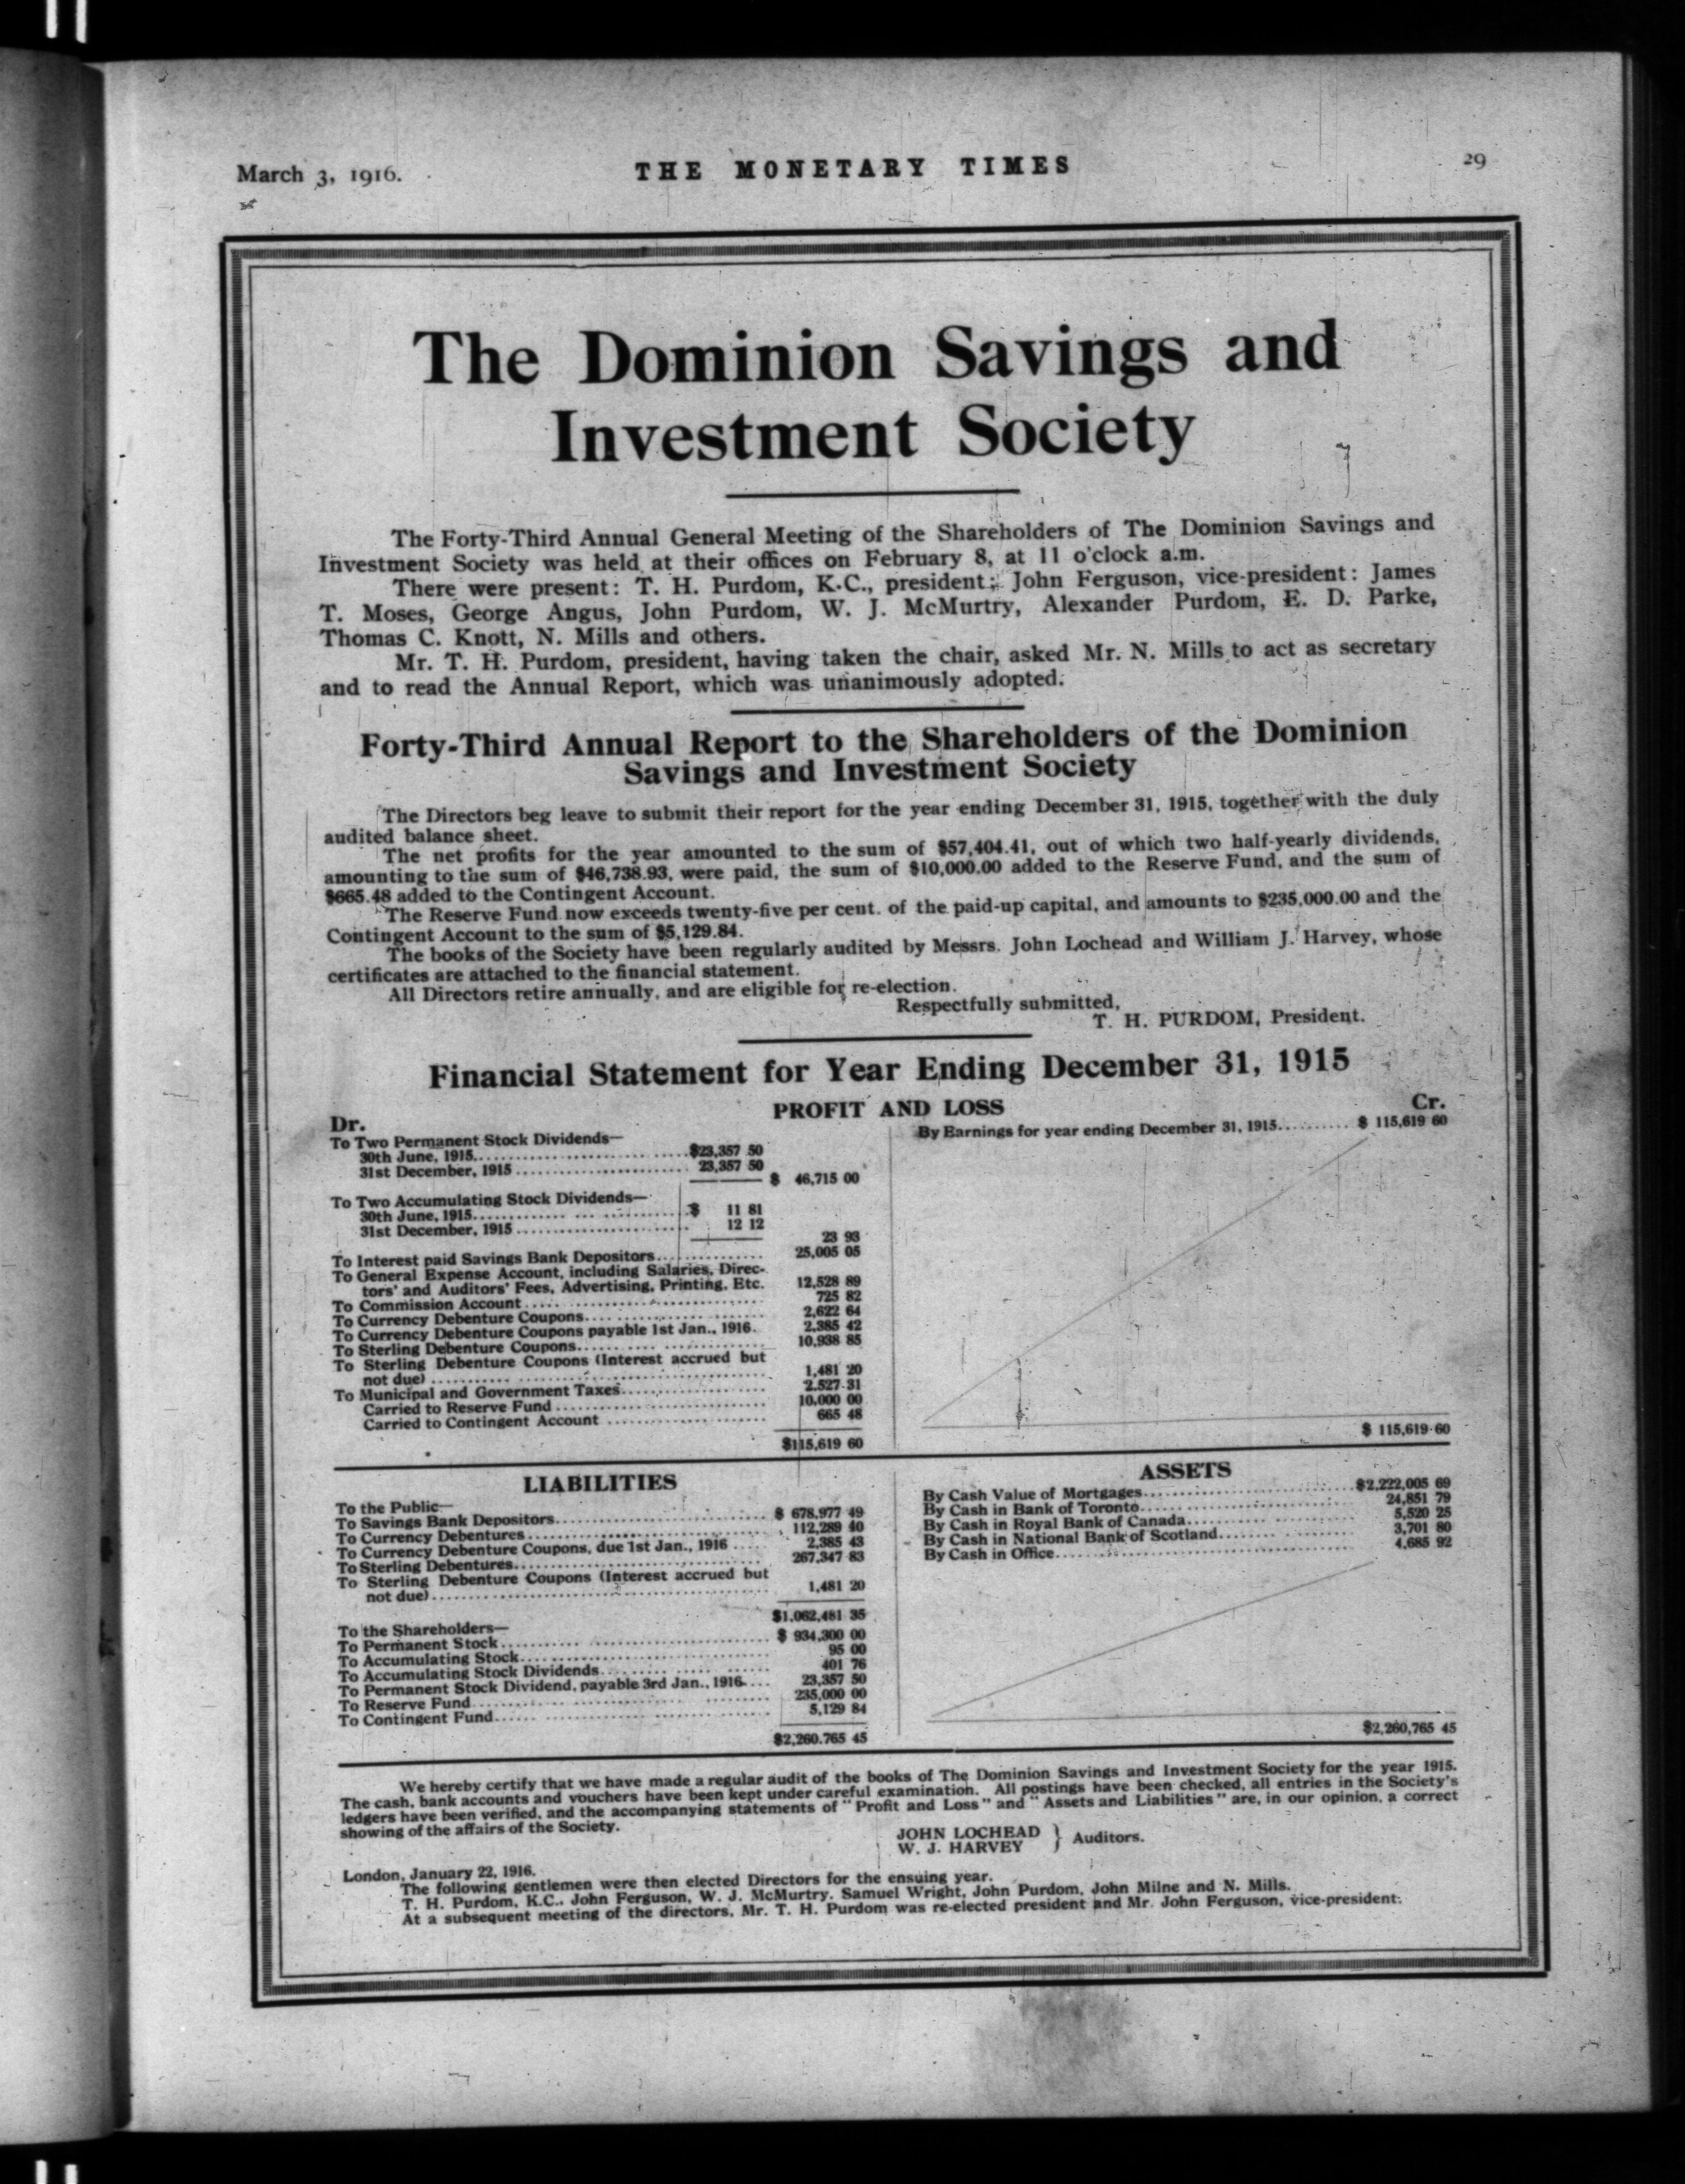 March 3, 1916.
THE MONETARY TIMES
29
The Dominion Savings and
Investment Society
The Forty-Third Annual General Meeting of the Shareholders of The Dominion Savings and
Investment Society was held at their offices on February 8, at 11 o'clock a.m.
There were present: T. H. Purdom, K.C., president; John Ferguson, vice-president: James
T. Moses, George Angus, John Purdom, W. J. McMurtry, Alexander Purdom, E. D. Parke,
Thomas C. Knott, N. Mills and others.
Mr. T. H. Purdom, president, having taken the chair, asked Mr. N. Mills to act as secretary
and to read the Annual Report, which was unanimously adopted.
Forty-Third Annual Report to the Shareholders of the Dominion
Savings and Investment Society
The Directors beg leave to submit their report for the year ending December 31, 1915, together with the duly
audited balance sheet.
The net profits for the year amounted to the sum of $57,404.41, out of which two half-yearly dividends,
amounting to the sum of $46,738.93, were paid, the sum of $10,000.00 added to the Reserve Fund, and the sum of
$665.48 added to the Contingent Account.
The Reserve Fund now exceeds twenty-five per cent. of the paid-up capital, and amounts to $235,000.00 and the
Contingent Account to the sum of $5,129.84.
The books of the Society have been regularly audited by Messrs. John Lochead and William J. Harvey, whose
certificates are attached to the financial statement.
All Directors retire annually, and are eligible for re-election.
Respectfully submitted,
T. H. PURDOM, President.
Financial Statement for Year Ending December 31, 1915
PROFIT AND LOSS
Dr.
To Two Permanent Stock Dividends—
30th June, 1915 $23,357 50
31st December, 1915 23,357 50
$ 46,715 00
To Two Accumulating Stock Dividends—
30th June, 1915 $ 11 81
31st December, 1915 12 12
23 93
To Interest paid Savings Bank Depositors 25,005 05
To General Expense Account, including Salaries, Direc-
tors' and Auditors' Fees, Advertising, Printing, Etc. 12,528 89
To Commission Account 725 82
To Currency Debenture Coupons 2,622 64
To Currency Debenture Coupons payable 1st Jan., 1916. 2,385 42
To Sterling Debenture Coupons 10,938 85
To Sterling Debenture Coupons (Interest accrued but
not due) 1,481 20
To Municipal and Government Taxes 2,527 31
Carried to Reserve Fund 10,000 00
Carried to Contingent Account 665 48
$115,619 60
Cr.
By Earnings for year ending December 31, 1915 $ 115,619 60
$ 115,619 60
LIABILITIES
To the Public—
To Savings Bank Depositors $ 678,977 49
To Currency Debentures 112,289 40
To Currency Debenture Coupons, due 1st Jan., 1916 2,385 43
To Sterling Debentures 267,347 83
To Sterling Debenture Coupons (Interest accrued but
not due) 1,481 20
$1,062,481 35
To the Shareholders—
To Permanent Stock $ 934,300 00
To Accumulating Stock 95 00
To Accumulating Stock Dividends 401 76
To Permanent Stock Dividend, payable 3rd Jan., 1916 23,357 50
To Reserve Fund 235,000 00
To Contingent Fund 5,129 84
$2,260.765 45
ASSETS
By Cash Value of Mortgages $2,222,005 69
By Cash in Bank of Toronto 24,851 79
By Cash in Royal Bank of Canada 5,520 25
By Cash in National Bank of Scotland 3,701 80
By Cash in Office 4,685 92
$2,260,765 45
We hereby certify that we have made a regular audit of the books of The Dominion Savings and Investment Society for the year 1915.
The cash, bank accounts and vouchers have been kept under careful examination. All postings have been checked, all entries in the Society's
ledgers have been verified, and the accompanying statements of "Profit and Loss" and "Assets and Liabilities" are, in our opinion, a correct
showing of the affairs of the Society.
JOHN LOCHEAD
W. J. HARVEY } Auditors.
London, January 22, 1916.
The following gentlemen were then elected Directors for the ensuing year.
T. H. Purdom, K.C., John Ferguson, W. J. McMurtry, Samuel Wright, John Purdom, John Milne and N. Mills.
At a subsequent meeting of the directors, Mr. T. H. Purdom was re-elected president and Mr. John Ferguson, vice-president.